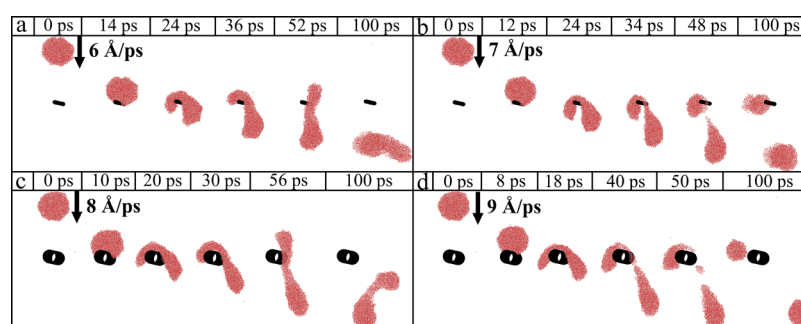 a 0 ps 14 ps 24 ps 36 ps 52 ps 100 ps
6 Å/ps
b 0 ps 12 ps 24 ps 34 ps 48 ps 100 ps
7 Å/ps
c 0 ps 10 ps 20 ps 30 ps 56 ps 100 ps
8 Å/ps
d 0 ps 8 ps 18 ps 40 ps 50 ps 100 ps
9 Å/ps